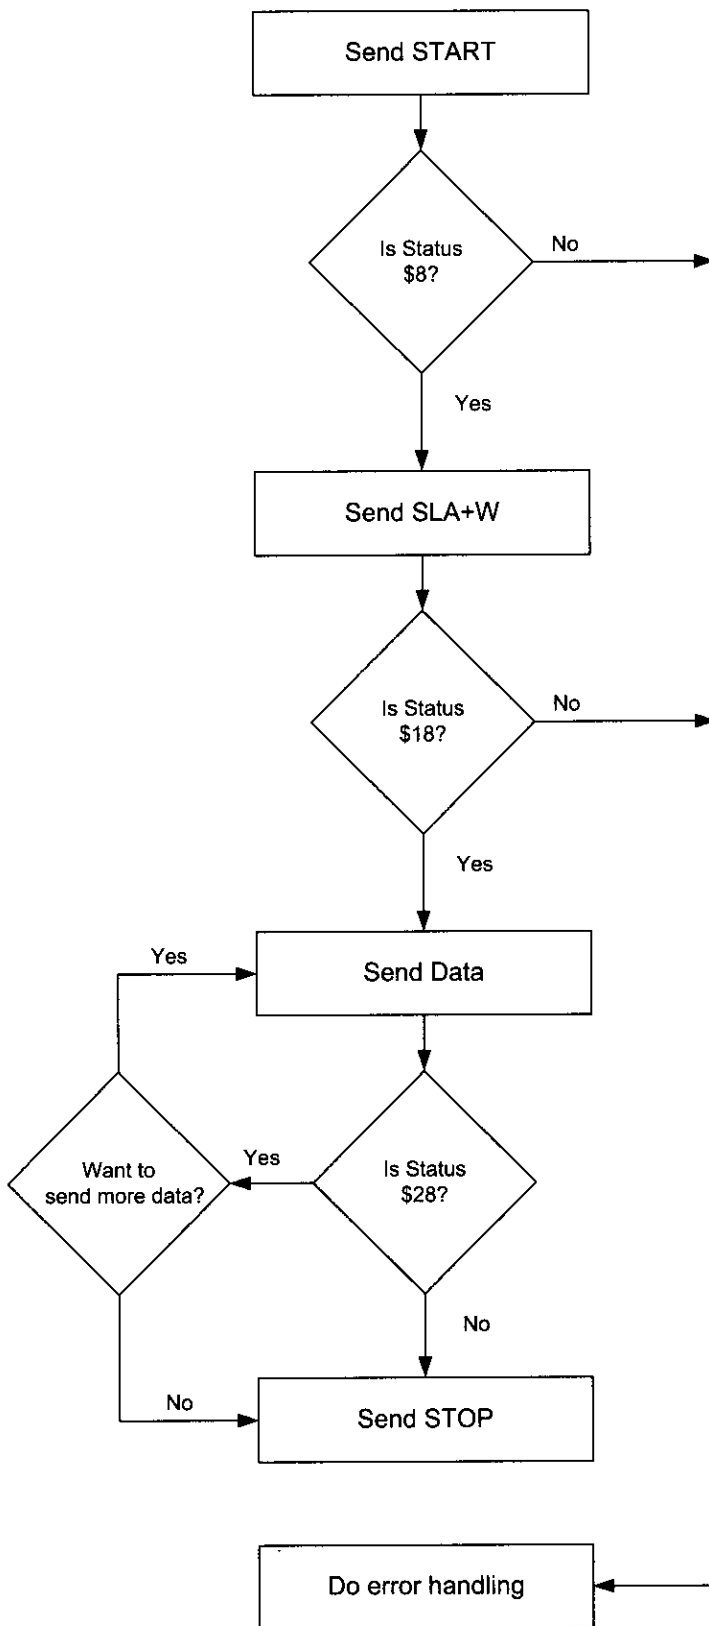 Send START
Is Status
$8?
No
Yes
Send SLA+W
Is Status
$18?
No
Yes
Yes
Send Data
Want to
send more data?
Yes
Is Status
$28?
No
No
Send STOP
Do error handling